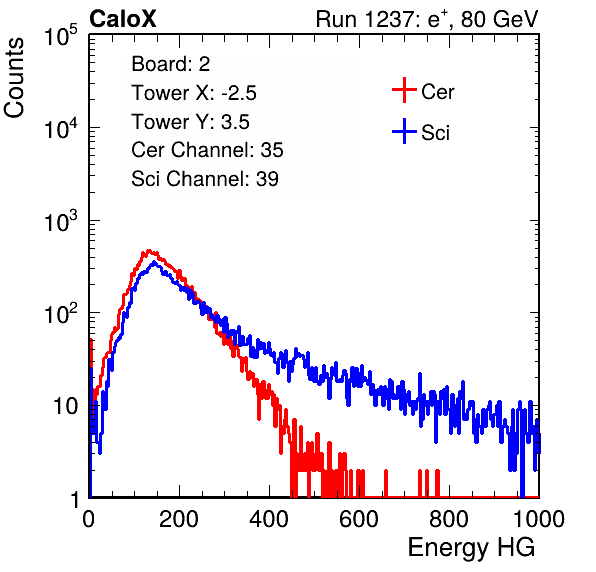 CaloX Run 1237: e⁺, 80 GeV
Counts
Board: 2
Tower X: -2.5
Tower Y: 3.5
Cer Channel: 35
Sci Channel: 39
Cer
Sci
10⁵
10⁴
10³
10²
10
1
0 200 400 600 800 1000
Energy HG